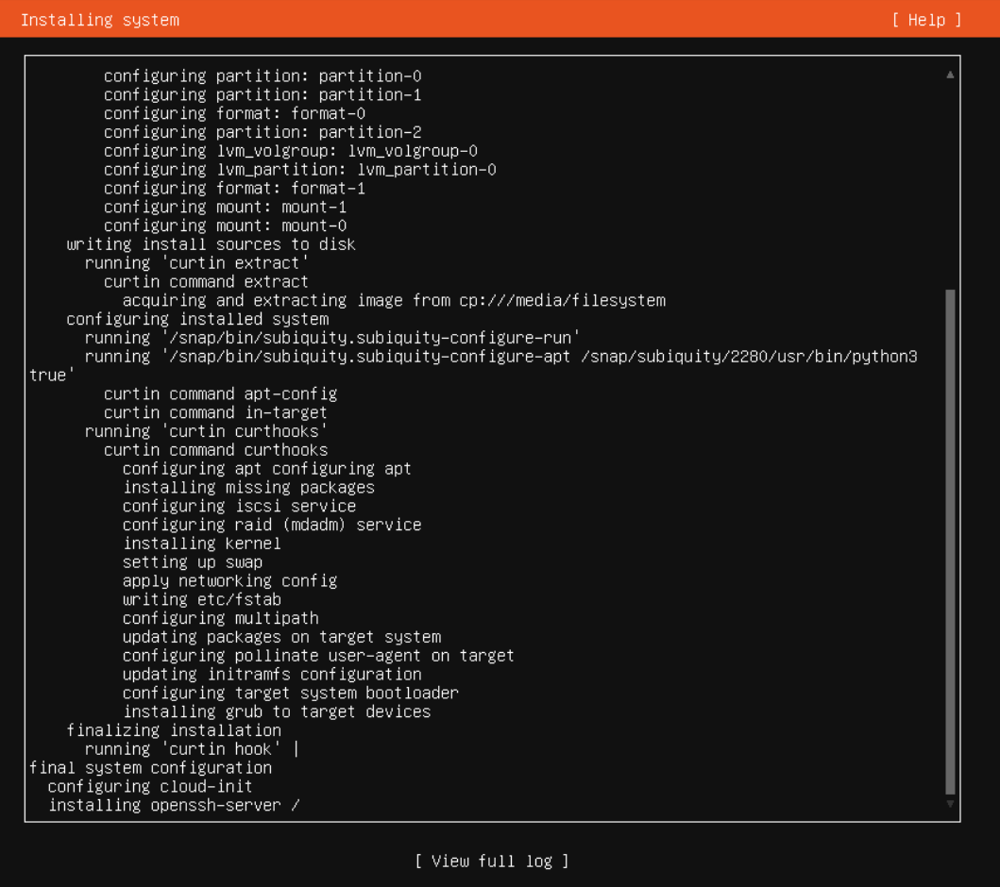 Installing system [ Help ]
configuring partition: partition-0
configuring partition: partition-1
configuring format: format-0
configuring partition: partition-2
configuring lvm_volgroup: lvm_volgroup-0
configuring lvm_partition: lvm_partition-0
configuring format: format-1
configuring mount: mount-1
configuring mount: mount-0
writing install sources to disk
running 'curtin extract'
curtin command extract
acquiring and extracting image from cp:///media/filesystem
configuring installed system
running '/snap/bin/subiquity.subiquity-configure-run'
running '/snap/bin/subiquity.subiquity-configure-apt /snap/subiquity/2280/usr/bin/python3
true'
curtin command apt-config
curtin command in-target
running 'curtin curthooks'
curtin command curthooks
configuring apt configuring apt
installing missing packages
configuring iscsi service
configuring raid (mdadm) service
installing kernel
setting up swap
apply networking config
writing etc/fstab
configuring multipath
updating packages on target system
configuring pollinate user-agent on target
updating initramfs configuration
configuring target system bootloader
installing grub to target devices
finalizing installation
running 'curtin hook' |
final system configuration
configuring cloud-init
installing openssh-server /
[ View full log ]